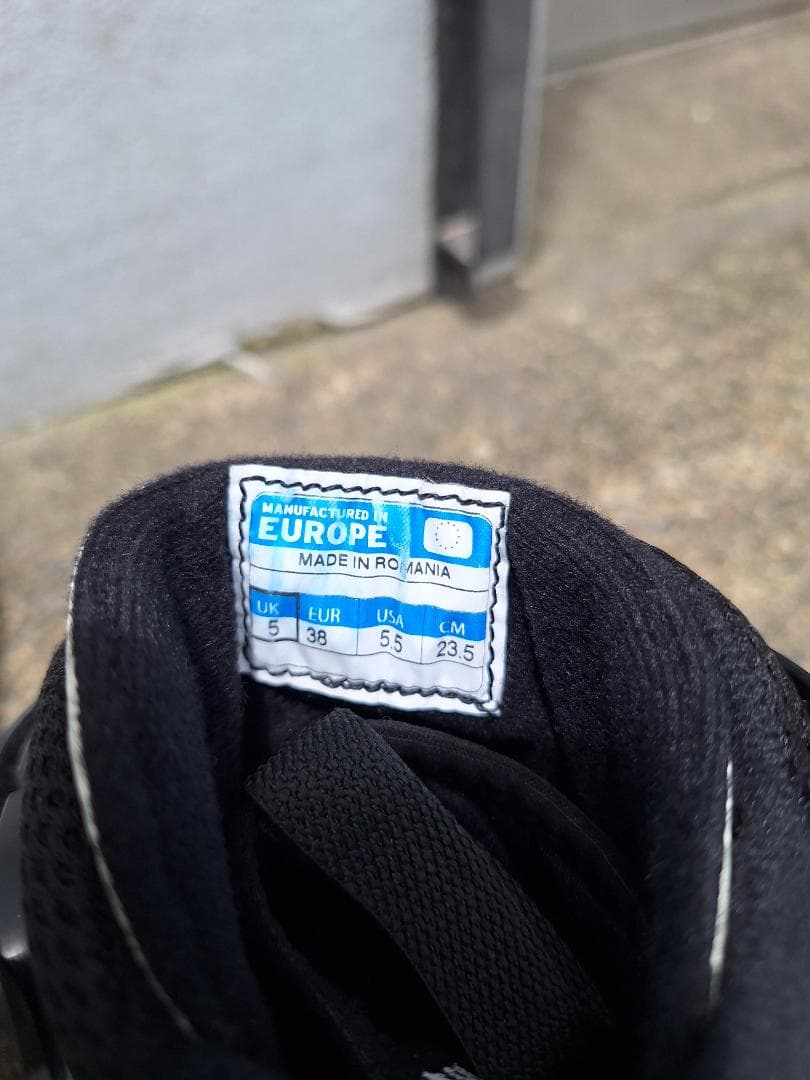 MANUFACTURED IN
EUROPE
MADE IN ROMANIA
UK EUR USA CM
5 38 5.5 23.5